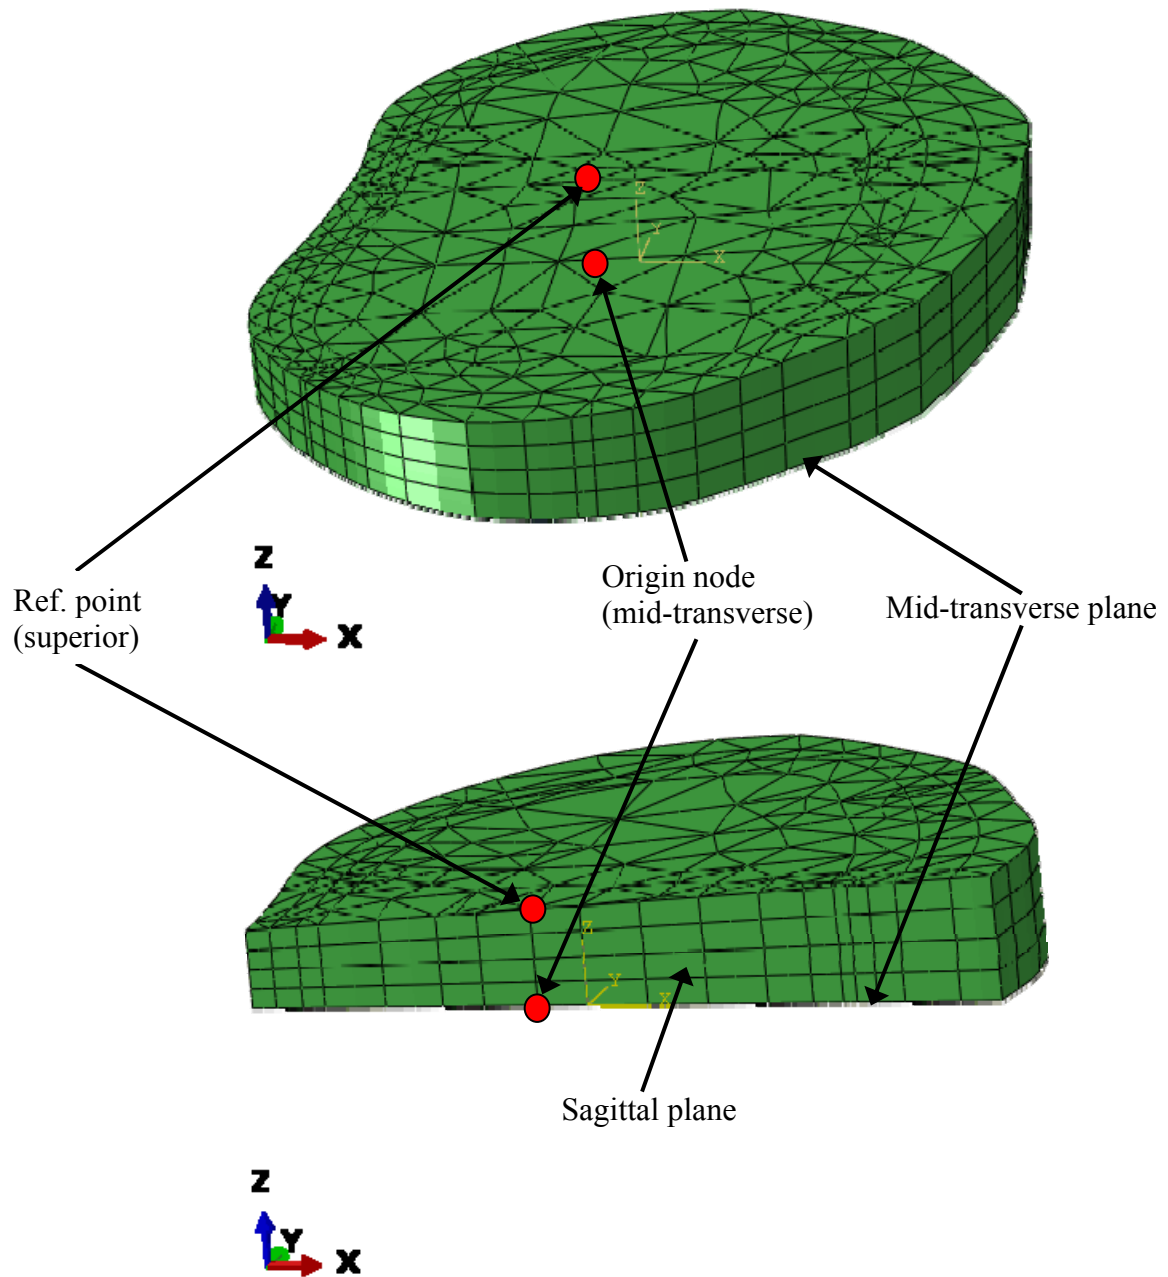 Z
Y
X
Z
Y
X
Ref. point
(superior)
Origin node
(mid-transverse)
Mid-transverse plane
Z
Y
X
Sagittal plane
Z
Y
X